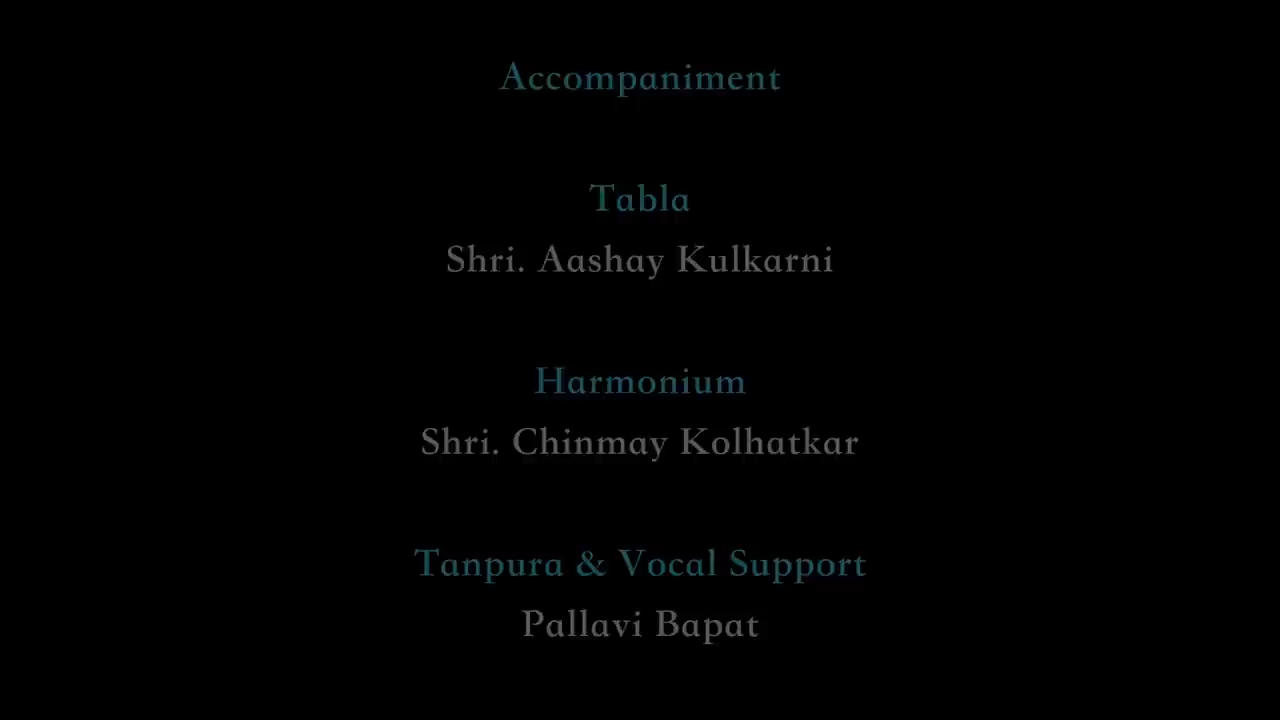 Accompaniment
Tabla
Shri. Aashay Kulkarni
Harmonium
Shri. Chinmay Kolhatkar
Tanpura & Vocal Support
Pallavi Bapat